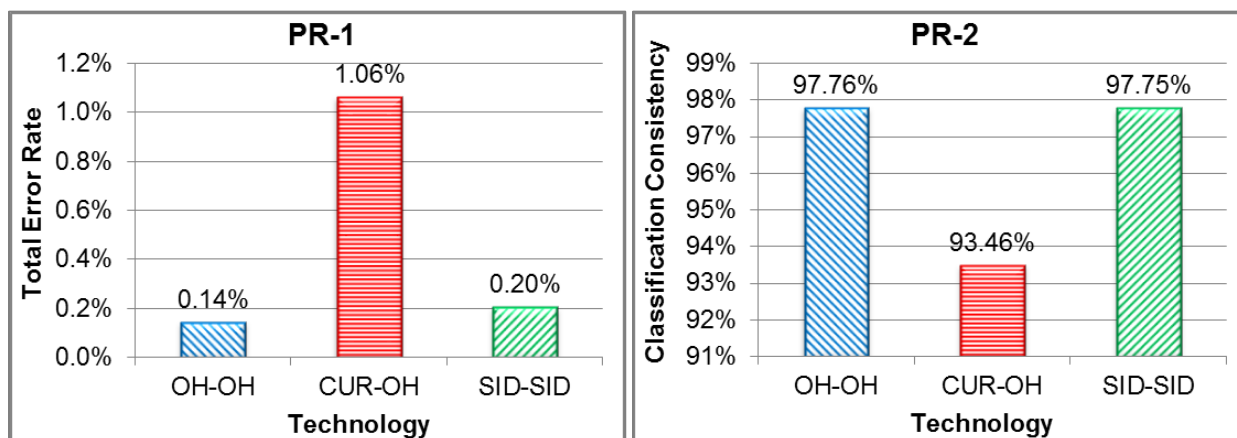 PR-1
Total Error Rate
1.2%
1.0%
0.8%
0.6%
0.4%
0.2%
0.0%
0.14%
1.06%
0.20%
OH-OH
CUR-OH
SID-SID
Technology
PR-2
Classification Consistency
99%
98%
97%
96%
95%
94%
93%
92%
91%
97.76%
93.46%
97.75%
OH-OH
CUR-OH
SID-SID
Technology